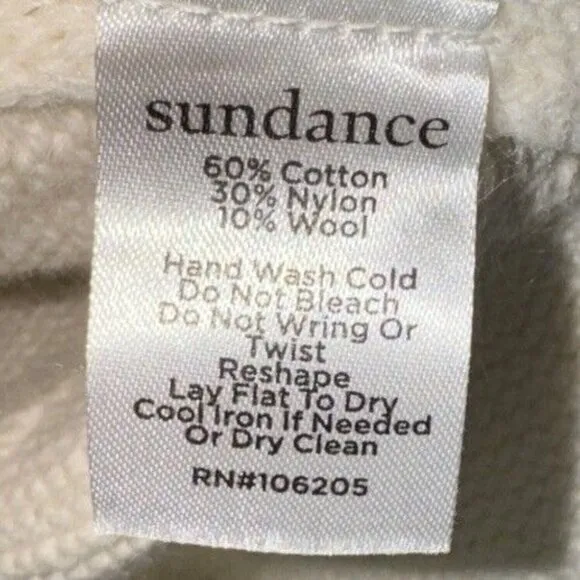 sundance
60% Cotton
30% Nylon
10% Wool
Hand Wash Cold
Do Not Bleach
Do Not Wring Or
Twist
Reshape
Lay Flat To Dry
Cool Iron If Needed
Or Dry Clean
RN#106205